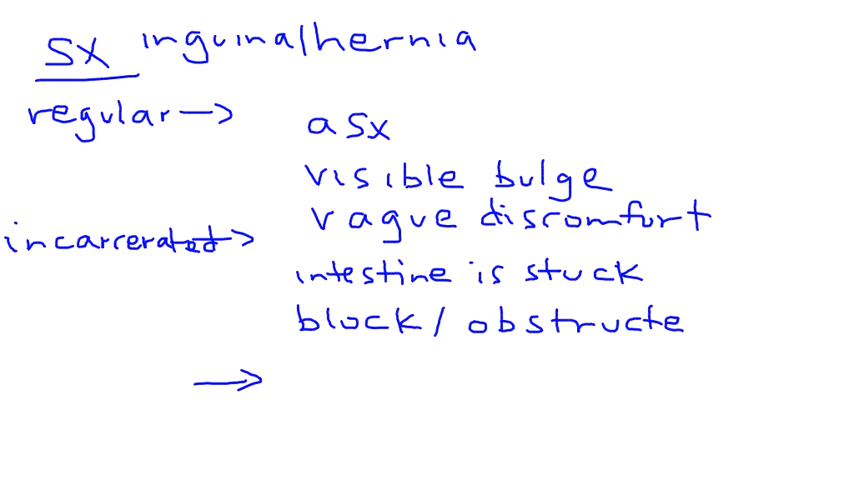 sx inguinalhernia
regular → asx
visible bulge
vague discomfort
incarcerated →
intestine is stuck
block / obstructe
→